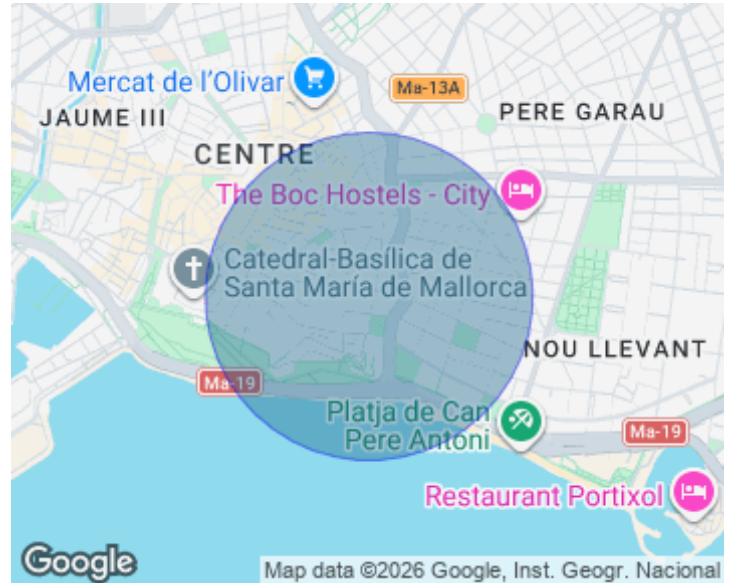 Mercat de l'Olivar
Ma-13A
JAUME III
PERE GARAU
CENTRE
The Boc Hostels - City
Catedral-Basílica de
Santa María de Mallorca
NOU LLEVANT
Ma-19
Platja de Can
Pere Antoni
Ma-19
Restaurant Portixol
Google
Map data ©2026 Google, Inst. Geogr. Nacional